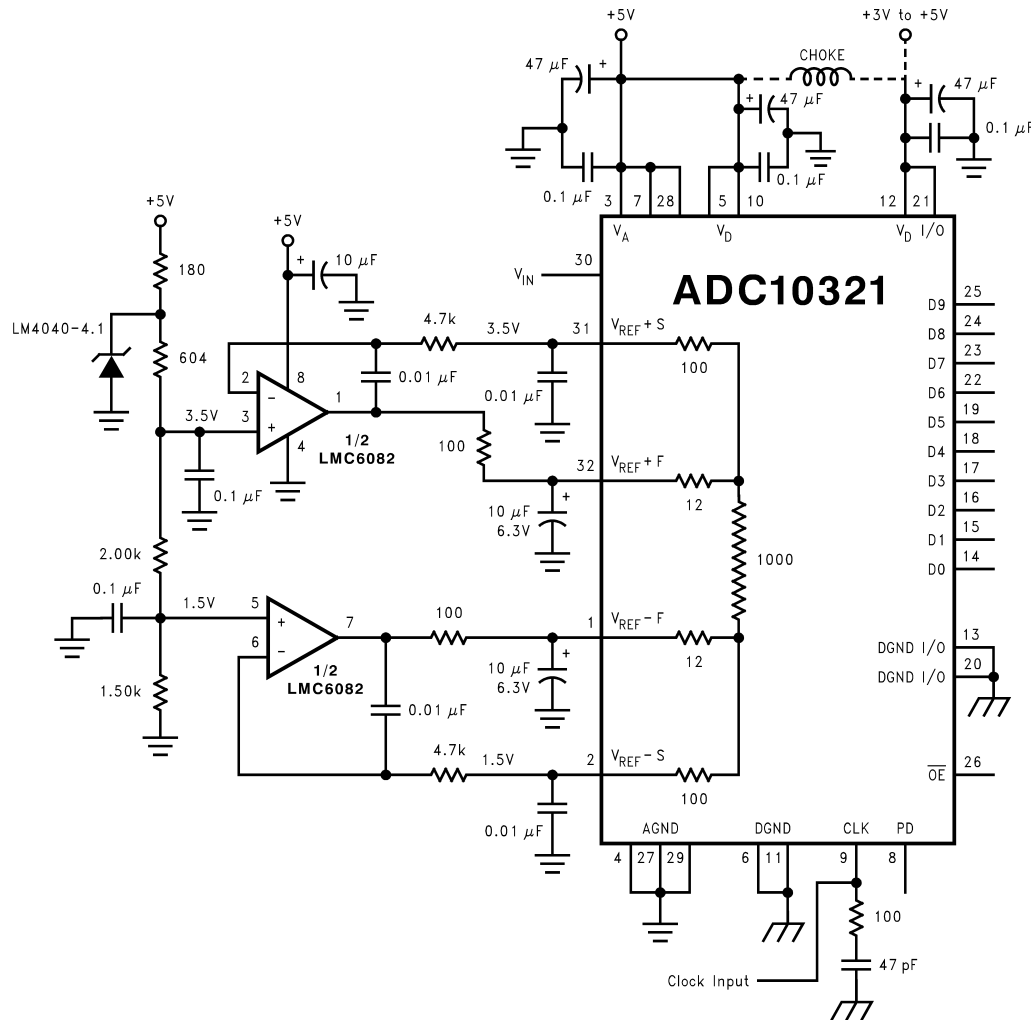 +5V
+3V to +5V
CHOKE
47 µF +
+ 47 µF
+ 47 µF
0.1 µF
0.1 µF
0.1 µF
3 7 28
5 10
12 21
V_A
V_D
V_D I/O
+5V
+5V
180
+ 10 µF
30
V_IN
ADC10321
25
D9
24
D8
23
D7
22
D6
19
D5
18
D4
17
D3
16
D2
15
D1
14
D0
LM4040-4.1
604
4.7k
3.5V
31
V_REF+S
100
2
8
0.01 µF
0.01 µF
3.5V
3
−
+
1
4
1/2
LMC6082
100
0.1 µF
32
V_REF+F
12
+
10 µF
6.3V
1000
2.00k
0.1 µF
1.5V
5
+
6
−
7
100
1
V_REF−F
12
1/2
LMC6082
+
10 µF
6.3V
13
DGND I/O
20
DGND I/O
1.50k
0.01 µF
4.7k
1.5V
2
V_REF−S
100
26
OE
0.01 µF
AGND
DGND
CLK
PD
4 27 29
6 11
9
8
100
47 pF
Clock Input